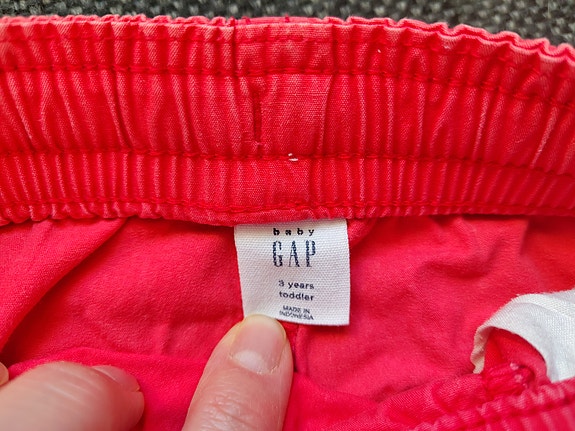 baby
GAP
3 years
toddler
MADE IN
INDONESIA